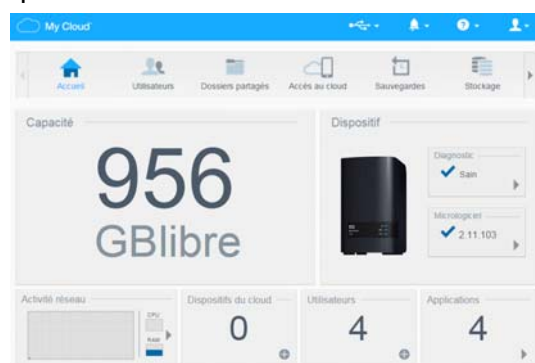 My Cloud
Accueil
Utilisateurs
Dossiers partagés
Accès au cloud
Sauvegardes
Stockage
Capacité
956
GBlibre
Dispositif
Diagnostic
Sain
Micrologiciel
2.11.103
Activité réseau
CPU
RAM
Dispositifs du cloud
0
Utilisateurs
4
Applications
4